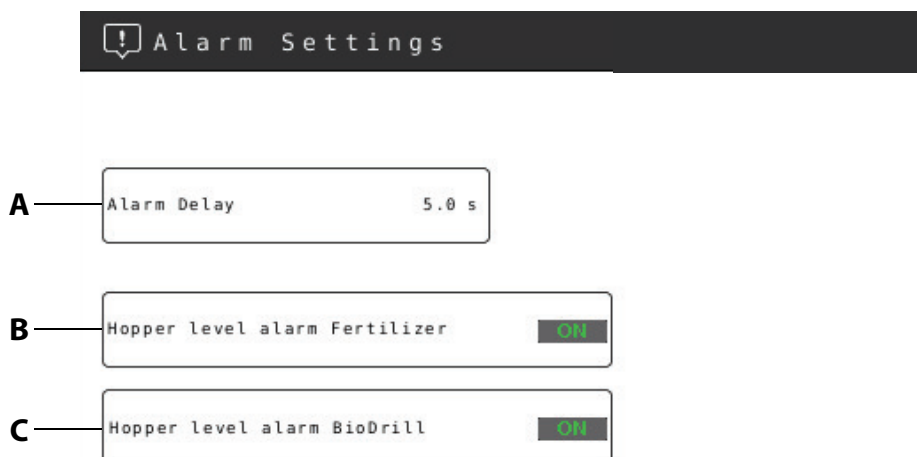 Alarm Settings
A
Alarm Delay 5.0 s
B
Hopper level alarm Fertilizer ON
C
Hopper level alarm BioDrill ON